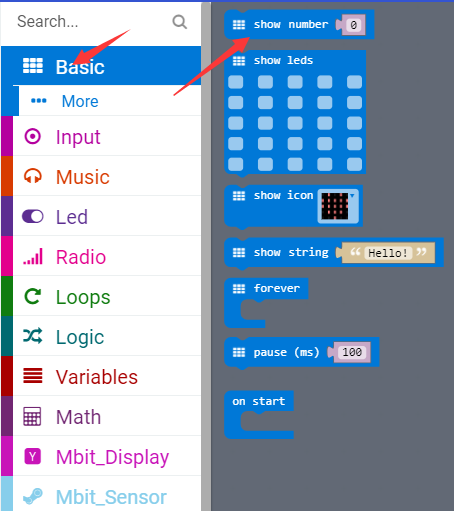 Search...
Basic
More
Input
Music
Led
Radio
Loops
Logic
Variables
Math
Y Mbit_Display
Mbit_Sensor
show number 0
show leds
show icon
show string “ Hello! ”
forever
pause (ms) 100
on start